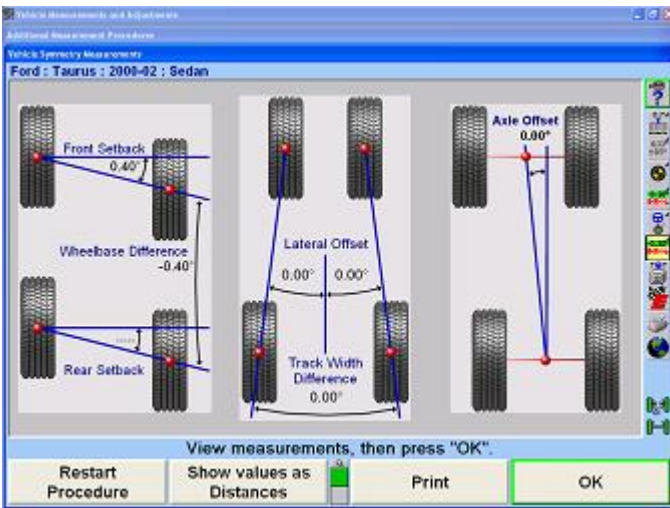 Vehicle Measurements and Adjustments
Additional Measurement Procedures
Vehicle Symmetry Measurements
Ford : Taurus : 2000-02 : Sedan
Front Setback
0.40°
Wheelbase Difference
-0.40°
-----
Rear Setback
Lateral Offset
0.00° 0.00°
Track Width
Difference
0.00°
Axle Offset
0.00°
View measurements, then press "OK".
Restart
Procedure
Show values as
Distances
Print
OK